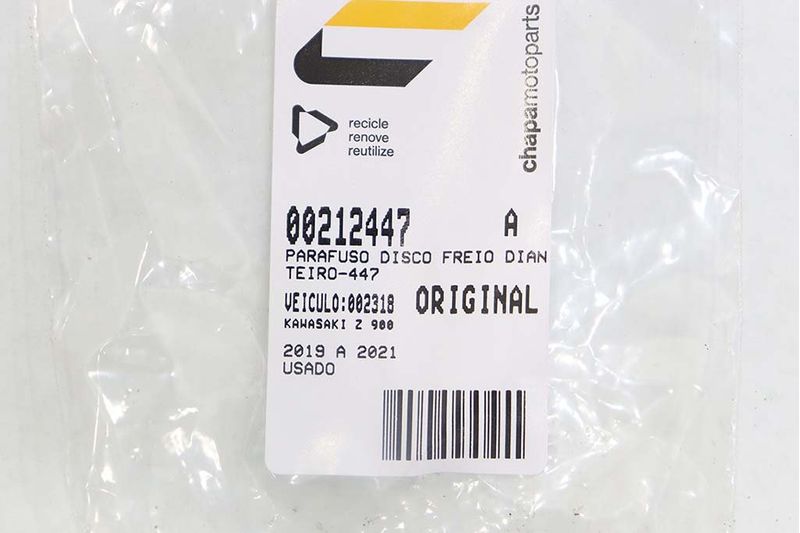 chapamotoparts
recicle
renove
reutilize
00212447 A
PARAFUSO DISCO FREIO DIAN
TEIRO-447
VEICULO:002318 ORIGINAL
KAWASAKI Z 900
2019 A 2021
USADO